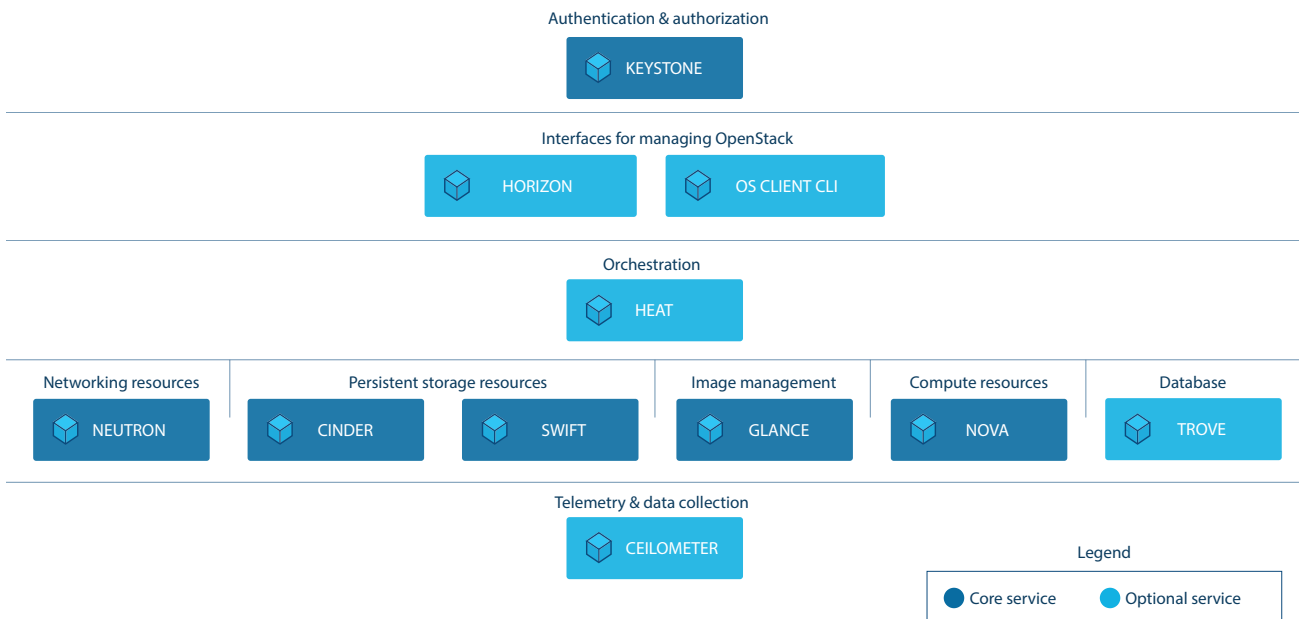 Authentication & authorization
KEYSTONE
Interfaces for managing OpenStack
HORIZON
OS CLIENT CLI
Orchestration
HEAT
Networking resources
NEUTRON
Persistent storage resources
CINDER
SWIFT
Image management
GLANCE
Compute resources
NOVA
Database
TROVE
Telemetry & data collection
CEILOMETER
Legend
Core service
Optional service